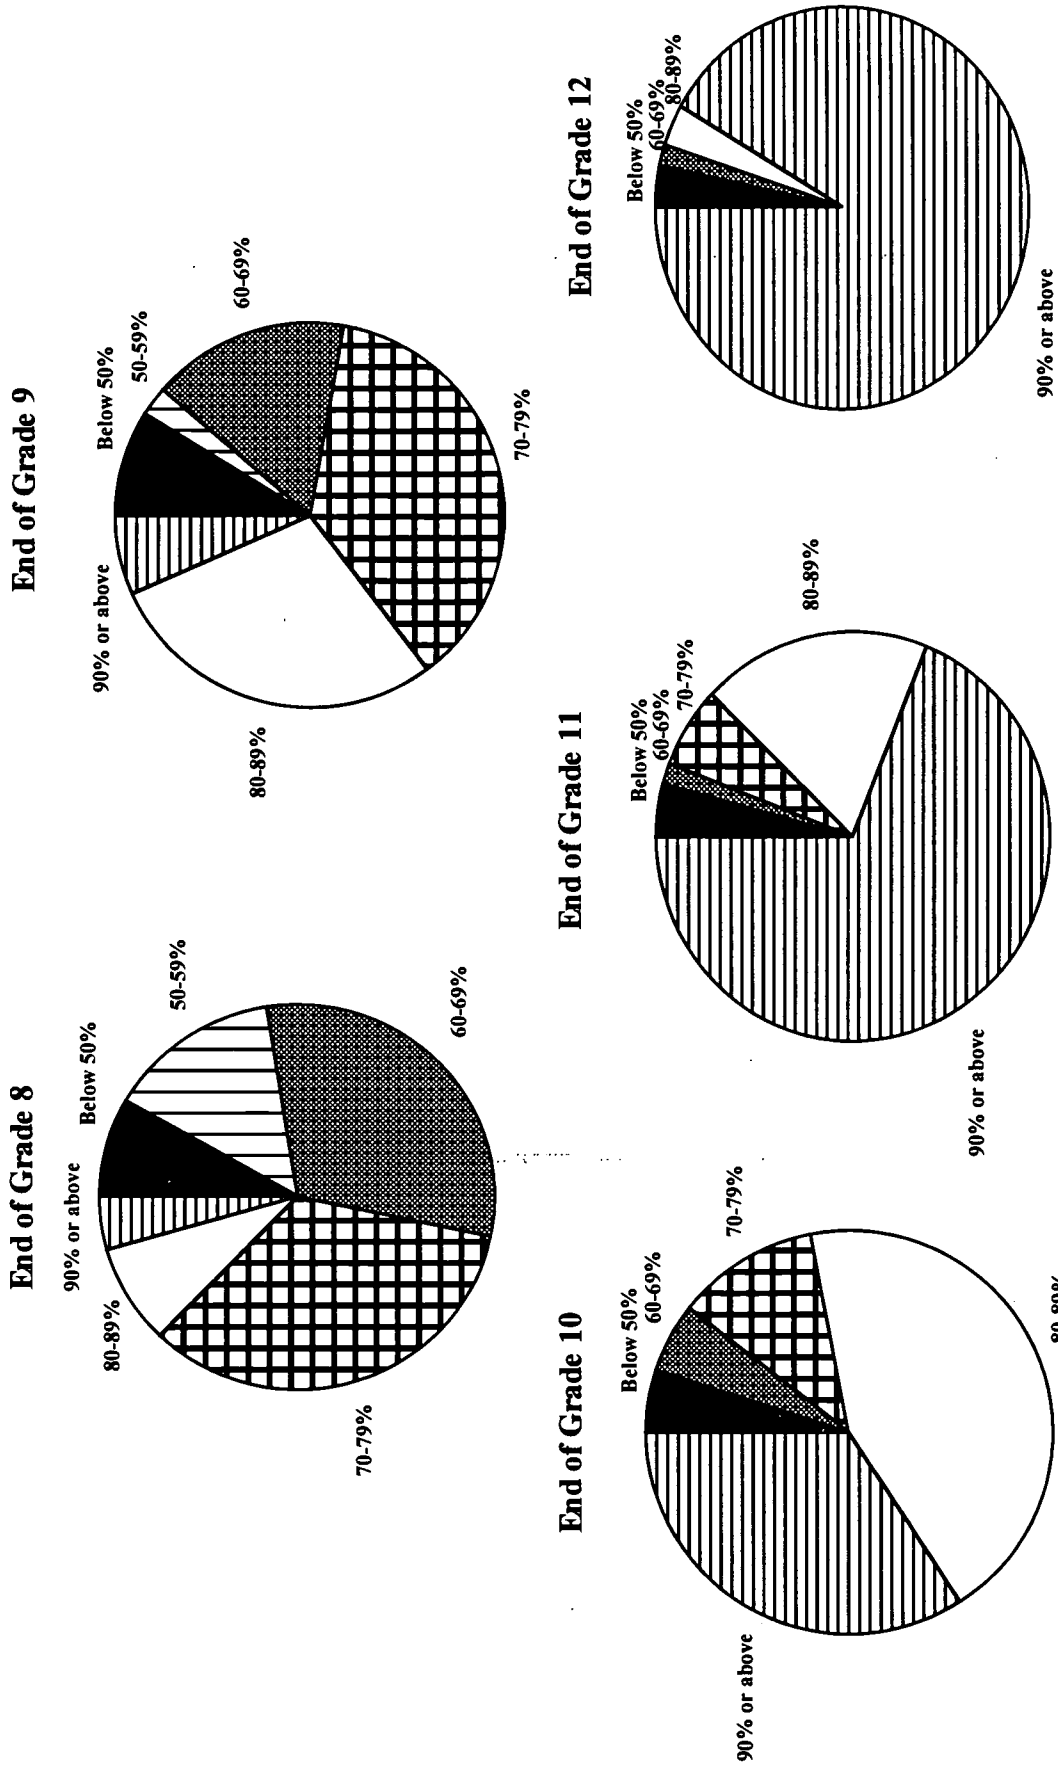 End of Grade 8
Below 50%
50-59%
60-69%
70-79%
80-89%
90% or above
End of Grade 9
Below 50%
50-59%
60-69%
70-79%
80-89%
90% or above
End of Grade 10
Below 50%
60-69%
70-79%
90% or above
End of Grade 11
Below 50%
60-69%
70-79%
80-89%
90% or above
End of Grade 12
Below 50%
60-69%
80-89%
90% or above